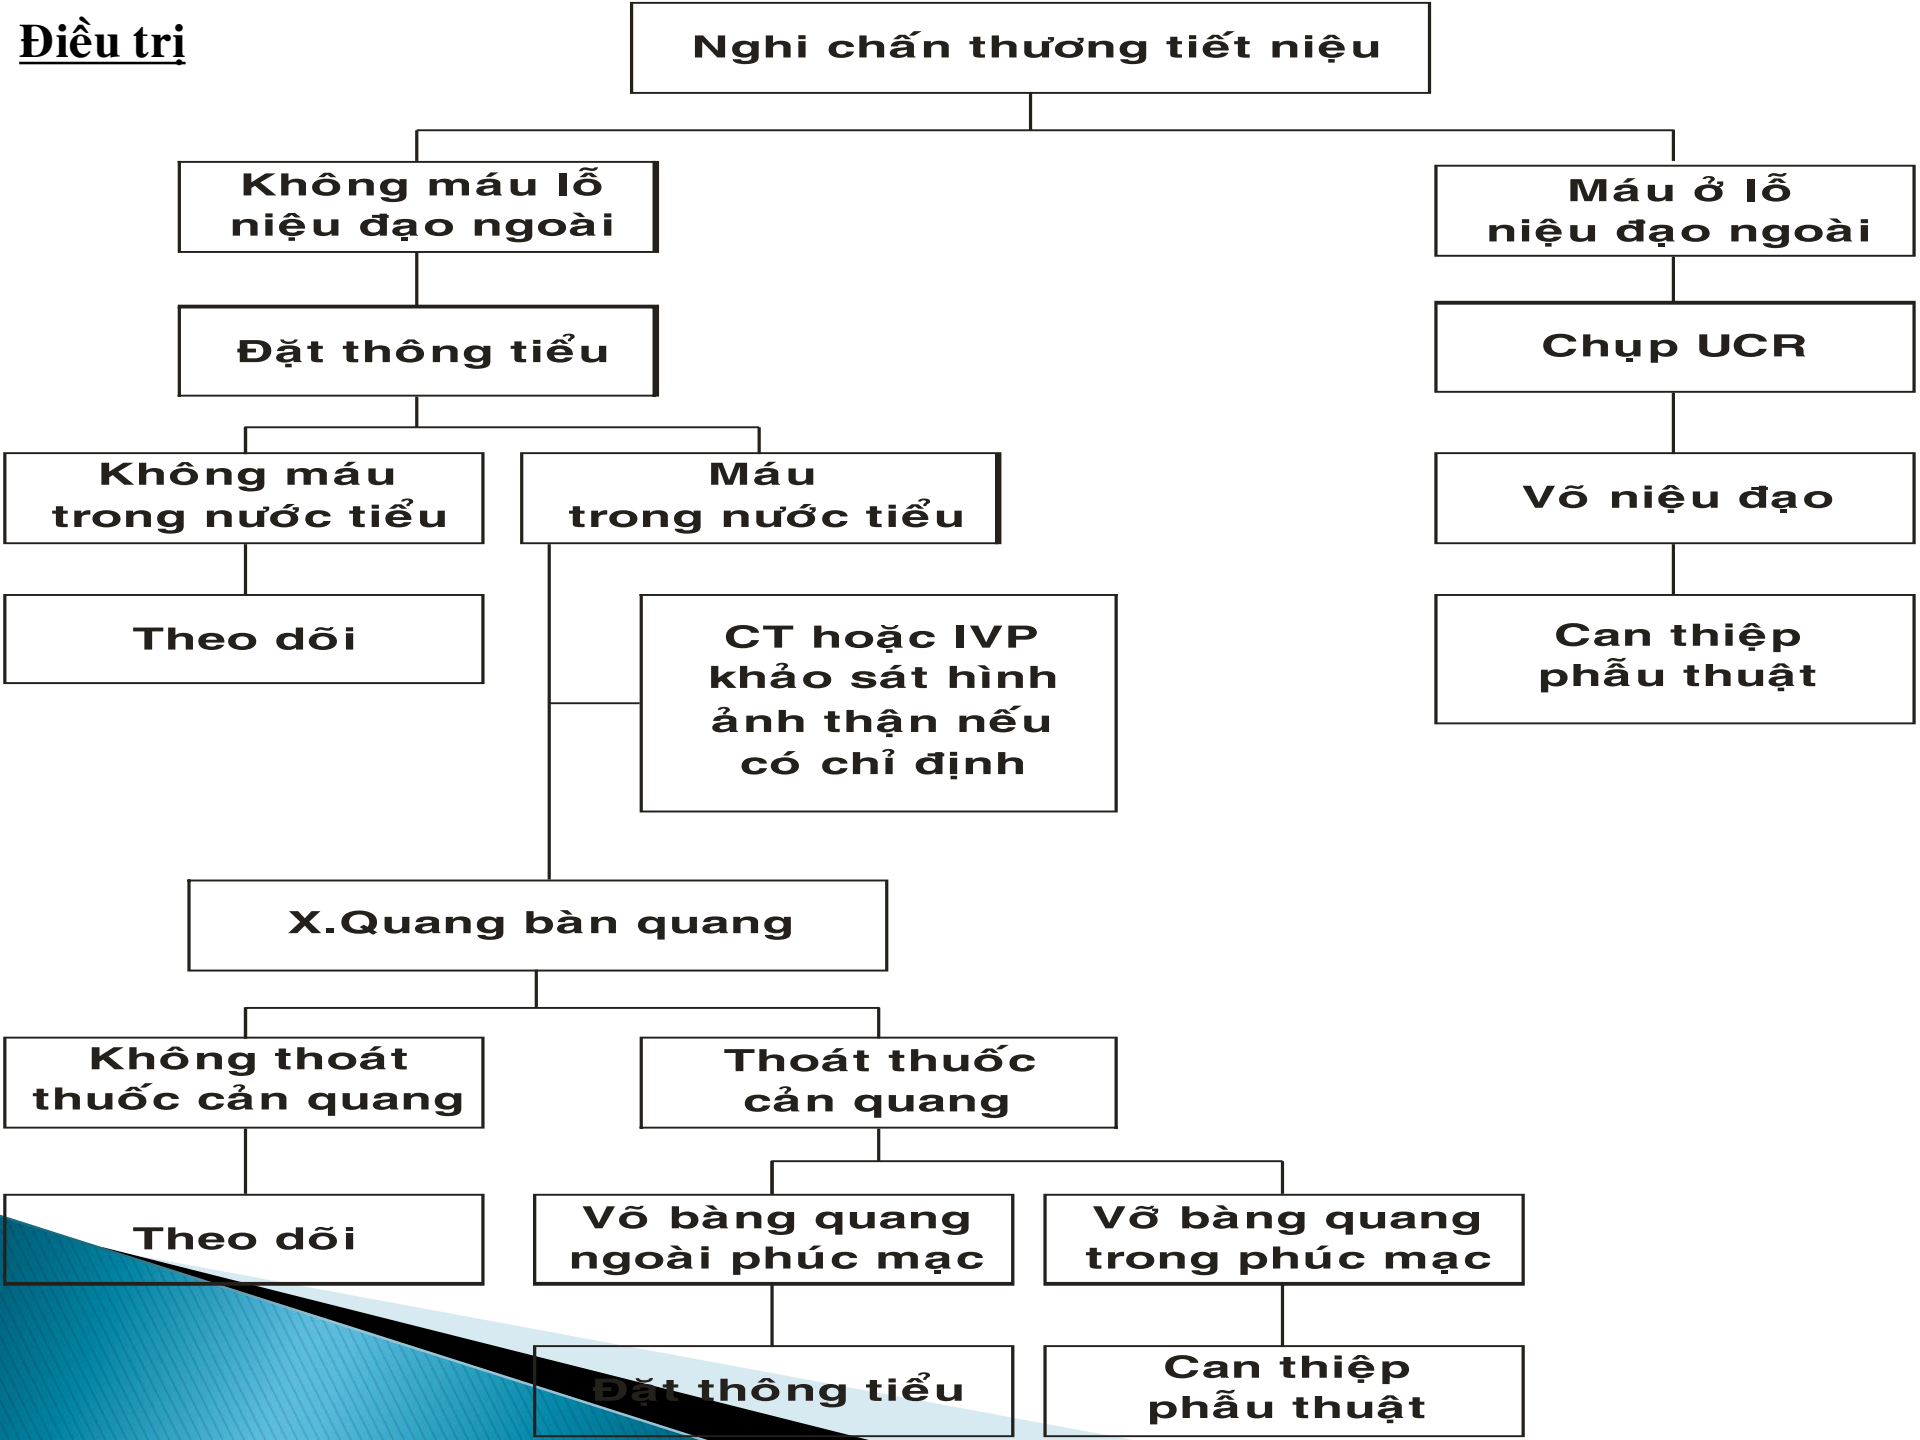 Điều trị
Nghi chấn thương tiết niệu
Không máu lỗ
niệu đạo ngoài
Máu ở lỗ
niệu đạo ngoài
Đặt thông tiểu
Chụp UCR
Không máu
trong nước tiểu
Máu
trong nước tiểu
Võ niệu đạo
Theo dõi
CT hoặc IVP
khảo sát hình
ảnh thận nếu
có chỉ định
Can thiệp
phẫu thuật
X.Quang bàn quang
Không thoát
thuốc cản quang
Thoát thuốc
cản quang
Theo dõi
Võ bàng quang
ngoài phúc mạc
Vỡ bàng quang
trong phúc mạc
Đặt thông tiểu
Can thiệp
phẫu thuật